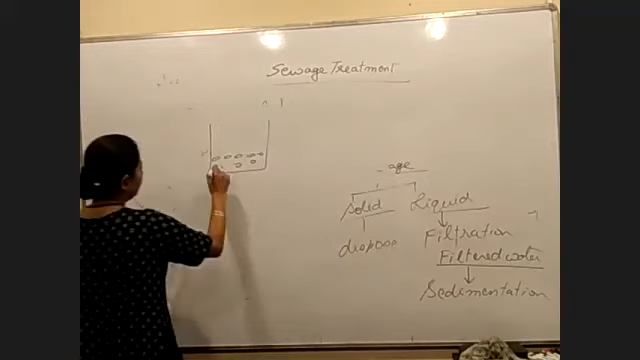 Sewage Treatment
age
Solid Liquid
dispose Filtration
Filtered water
Sedimentation